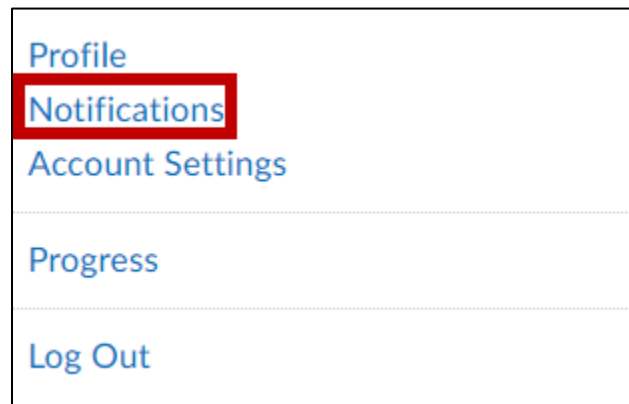 Profile
Notifications
Account Settings
Progress
Log Out